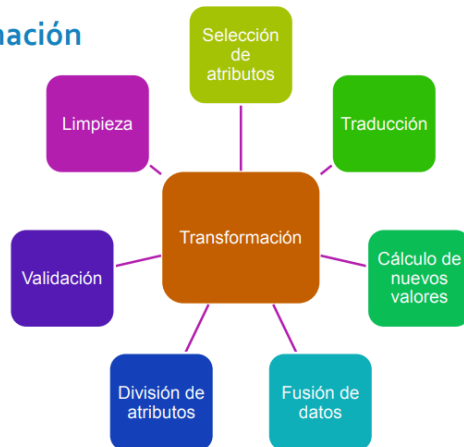 mación
Selección
de
atributos
Limpieza
Traducción
Transformación
Validación
Cálculo de
nuevos
valores
División de
atributos
Fusión de
datos